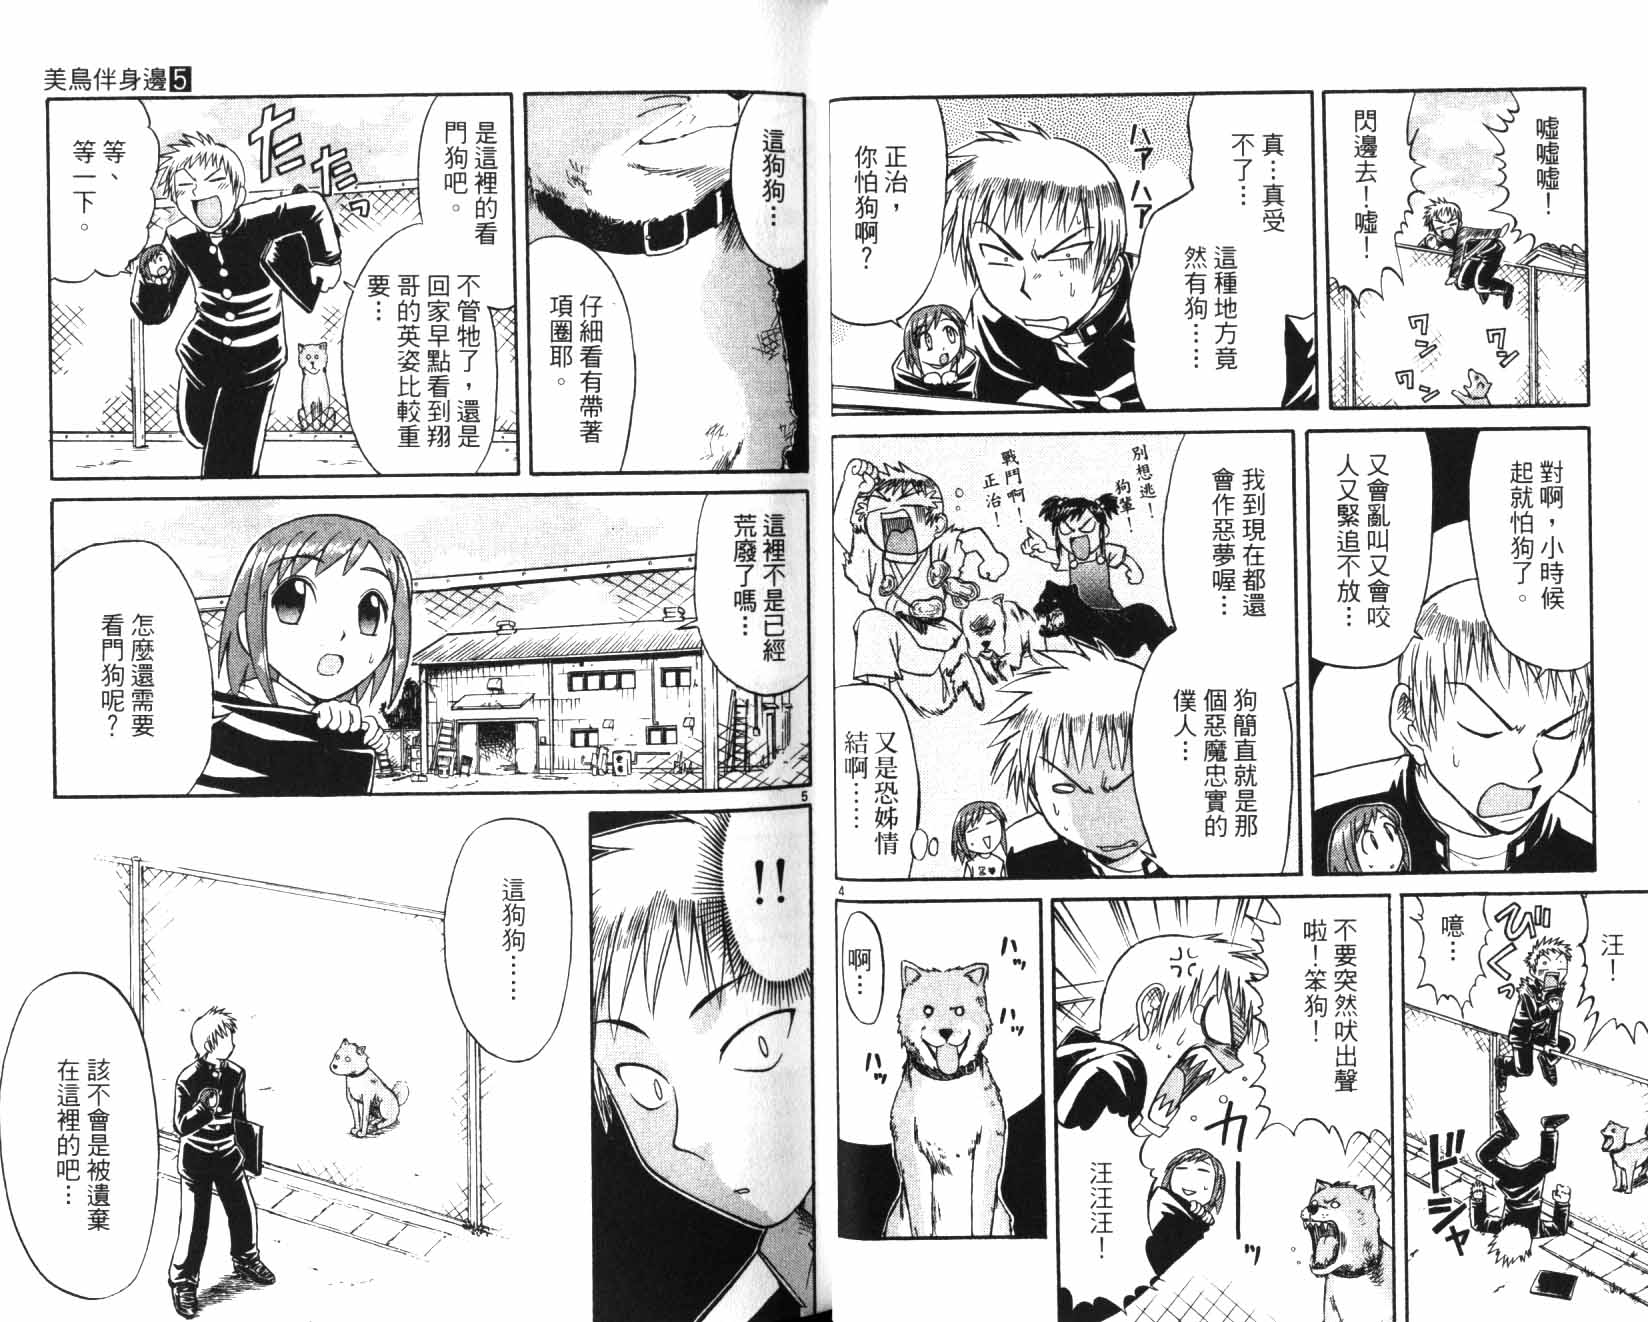 美鳥伴身邊5
噓噓噓！
閃邊去！噓！
ワンワン
真…真受
不了…
這種地方竟
然有狗……
ハァハァ
正治，
你怕狗啊？
對啊，小時候
起就怕狗了。
又會亂叫又會咬
人又緊追不放…
我到現在都還
會作惡夢喔…
狗簡直就是那
個惡魔忠實的
僕人…
別想逃！
狗輩！
戰鬥啊！
正治！
又是恐姊情
結啊……
4
汪！
びくっ
噫…
ドシャ
不要突然吠出聲
啦！笨狗！
カーー!!
汪汪汪！
ハッハッ
ハッ
啊…
這狗狗…
仔細看有帶著
項圈耶。
是這裡的看
門狗吧。
不管牠了，還是
回家早點看到翔
哥的英姿比較重
要…
たたたたっ
等、
等一下。
這裡不是已經
荒廢了嗎…
怎麼還需要
看門狗呢？
5
!!
這狗狗……
該不會是被遺棄
在這裡的吧…